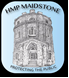 HMP MAIDSTONE
PROTECTING THE PUBLIC